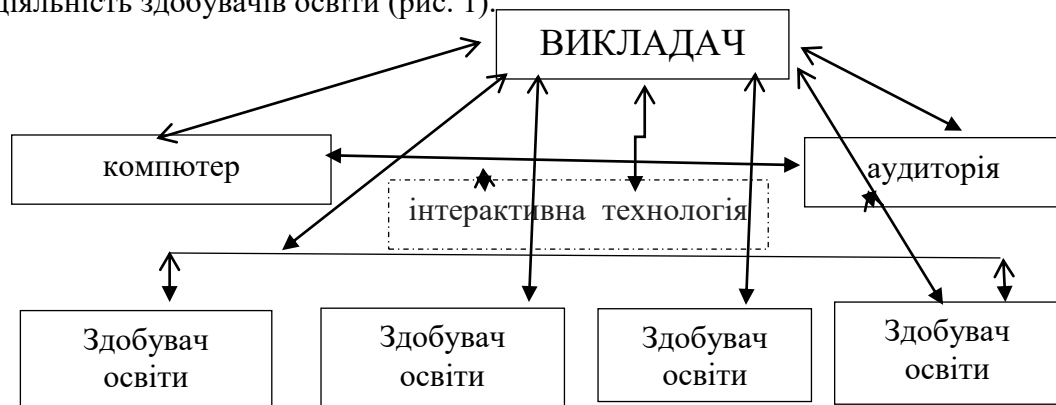 діяльність здобувачів освіти (рис. 1).
ВИКЛАДАЧ
компютер
аудиторія
інтерактивна технологія
Здобувач
освіти
Здобувач
освіти
Здобувач
освіти
Здобувач
освіти